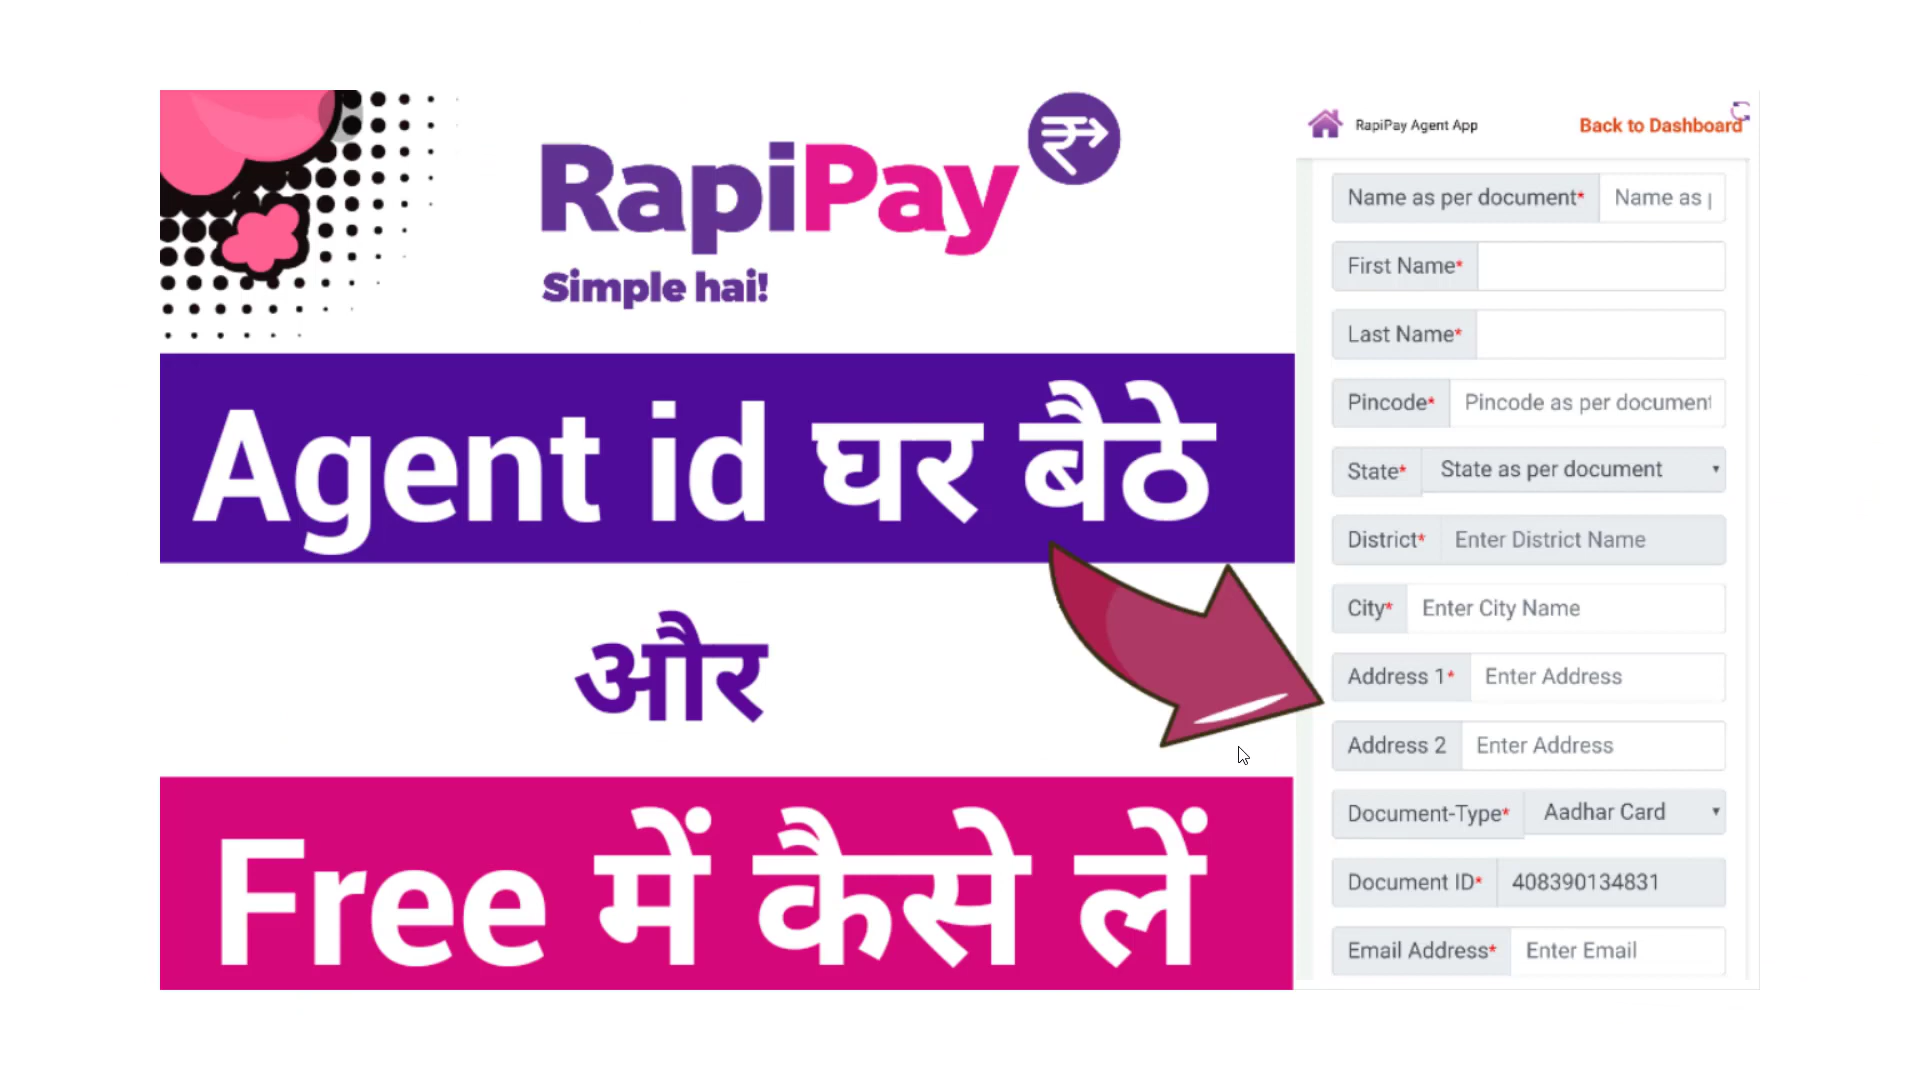 RapiPay
Simple hai!
Agent id घर बैठे
और
Free में कैसे लें
RapiPay Agent App
Back to Dashboard
Name as per document* Name as p
First Name*
Last Name*
Pincode* Pincode as per document
State* State as per document
District* Enter District Name
City* Enter City Name
Address 1* Enter Address
Address 2 Enter Address
Document-Type* Aadhar Card
Document ID* 408390134831
Email Address* Enter Email